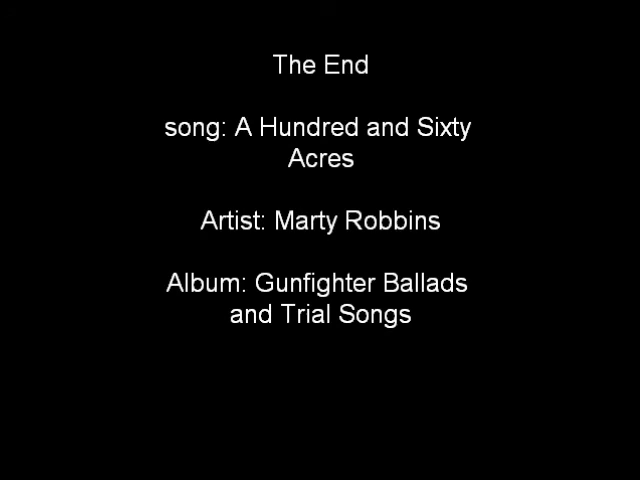 The End
song: A Hundred and Sixty
Acres
Artist: Marty Robbins
Album: Gunfighter Ballads
and Trial Songs